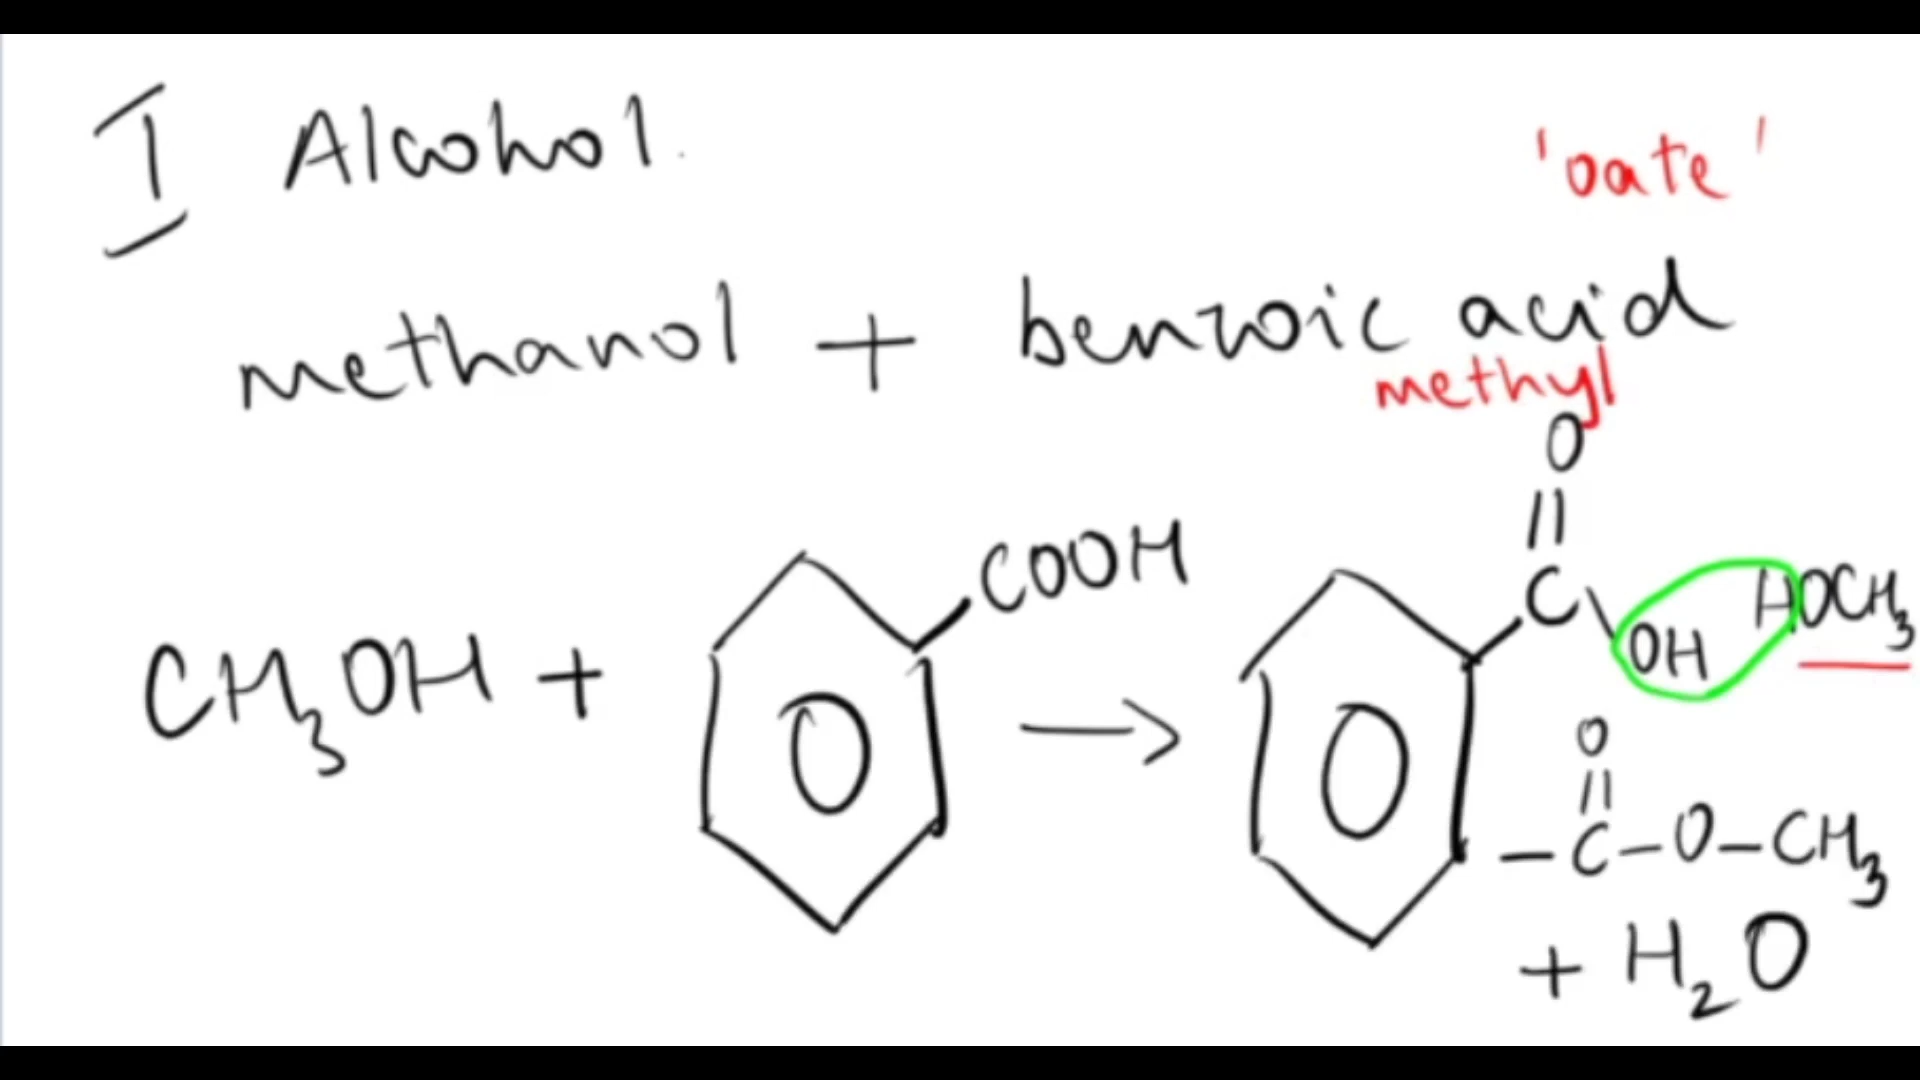 I Alcohol.
'oate'
methanol + benzoic acid
methyl
O
||
COOH
C \ OH HOCH₃
CH₃OH + O → O
O
||
– C – O – CH₃
+ H₂O